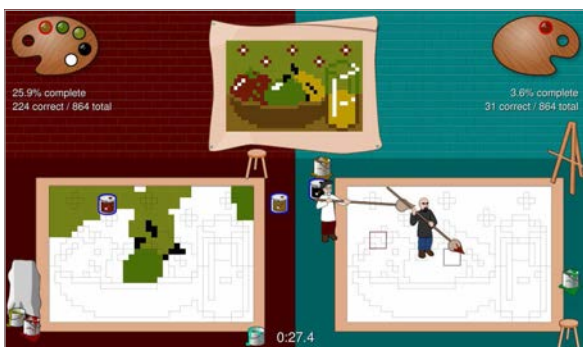 25.9% complete
224 correct / 864 total
3.6% complete
31 correct / 864 total
0:27.4